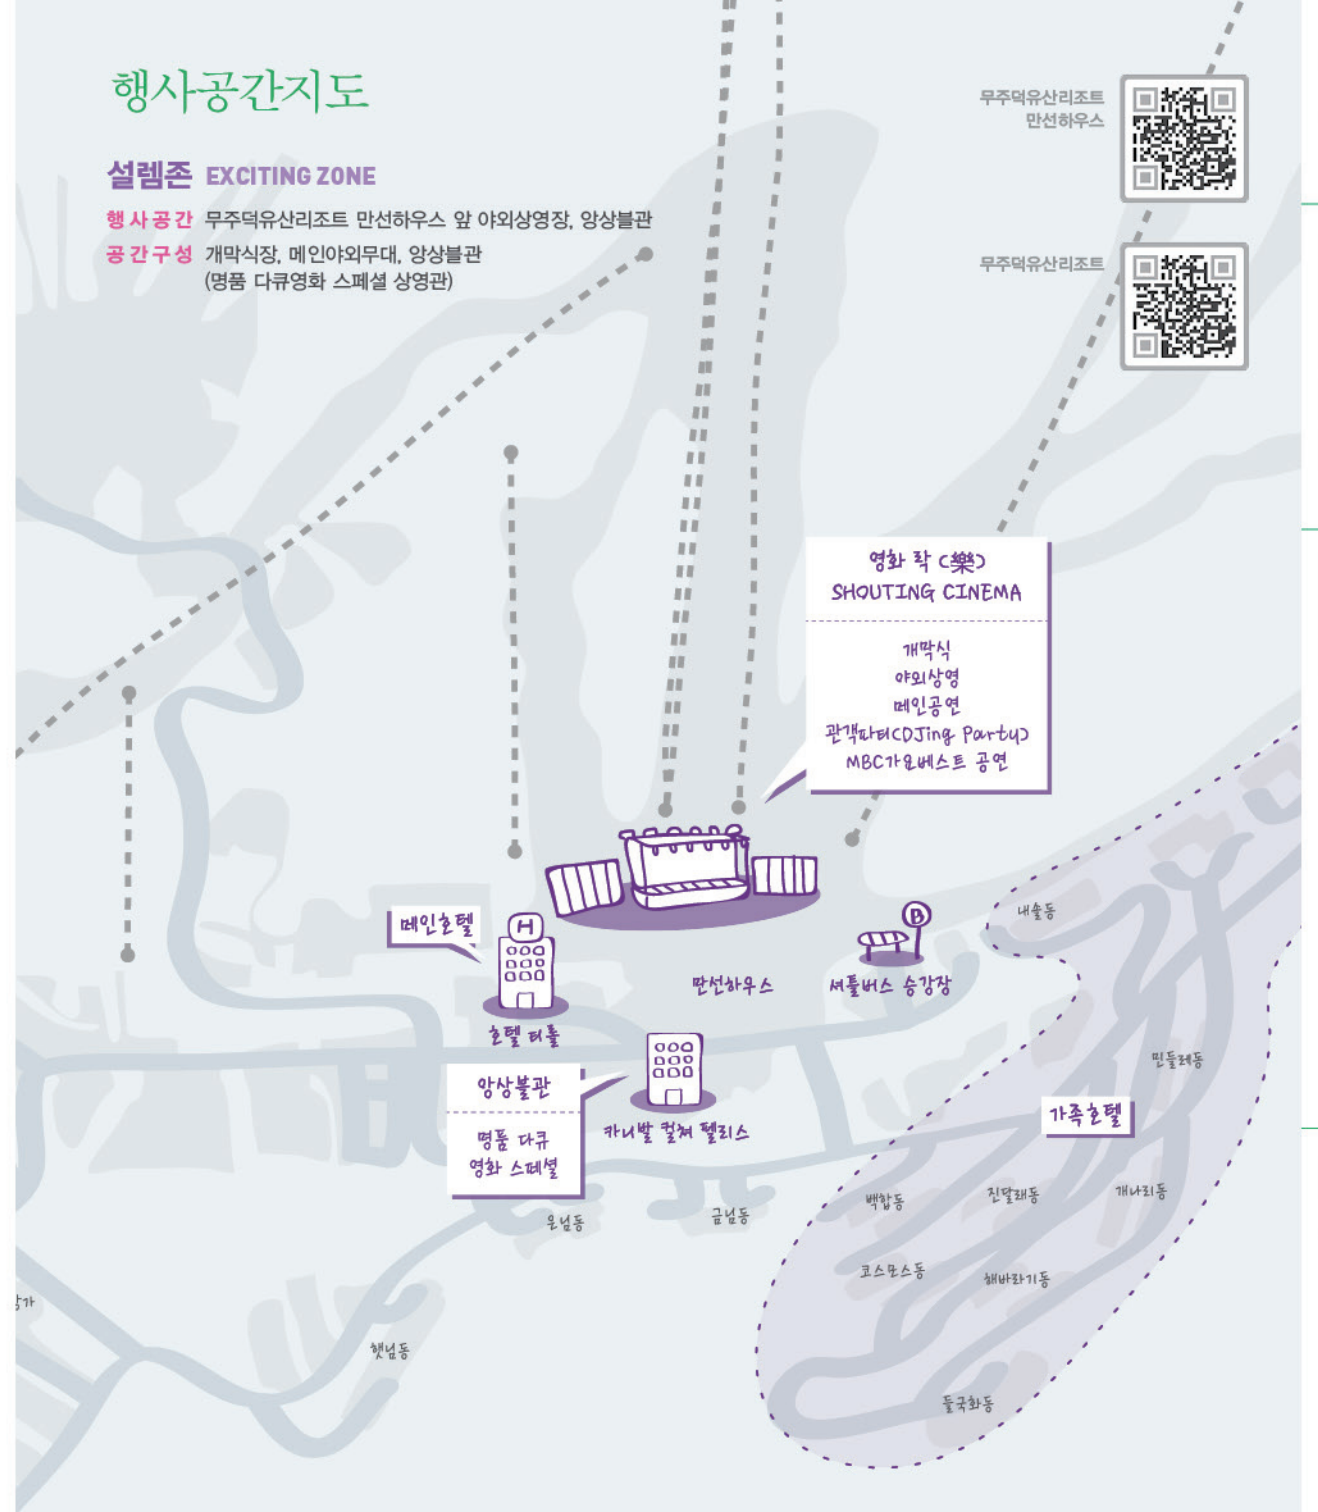 행사공간지도
설렘존 EXCITING ZONE
행사공간 무주덕유산리조트 만선하우스 앞 야외상영장, 앙상블관
공간구성 개막식장, 메인야외무대, 앙상블관
(명품 다큐영화 스페셜 상영관)
무주덕유산리조트
만선하우스
무주덕유산리조트
영화 락 (樂)
SHOUTING CINEMA
개막식
야외상영
메인공연
관객파티(DJing Party)
MBC가요베스트 공연
메인호텔
H
호텔 티롤
만선하우스
B
셔틀버스 승강장
내솔동
민들레동
가족호텔
앙상블관
명품 다큐
영화 스페셜
카니발 컬쳐 팰리스
백합동
진달래동
개나리동
은님동
금님동
코스모스동
해바라기동
햇님동
들국화동